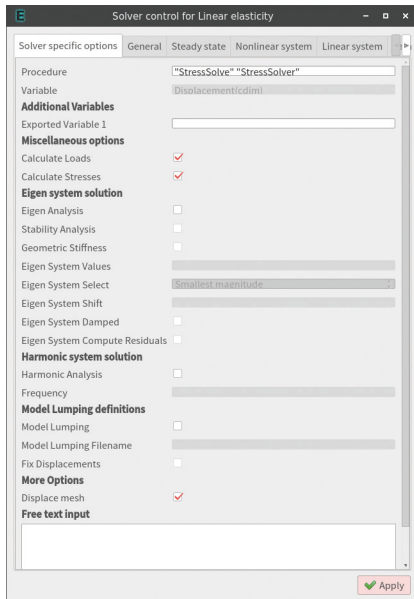 Solver control for Linear elasticity
Solver specific options General Steady state Nonlinear system Linear system
Procedure "StressSolve" "StressSolver"
Variable Displacement(cdim)
Additional Variables
Exported Variable 1
Miscellaneous options
Calculate Loads
Calculate Stresses
Eigen system solution
Eigen Analysis
Stability Analysis
Geometric Stiffness
Eigen System Values
Eigen System Select Smallest magnitude
Eigen System Shift
Eigen System Damped
Eigen System Compute Residuals
Harmonic system solution
Harmonic Analysis
Frequency
Model Lumping definitions
Model Lumping
Model Lumping Filename
Fix Displacements
More Options
Displace mesh
Free text input
Apply